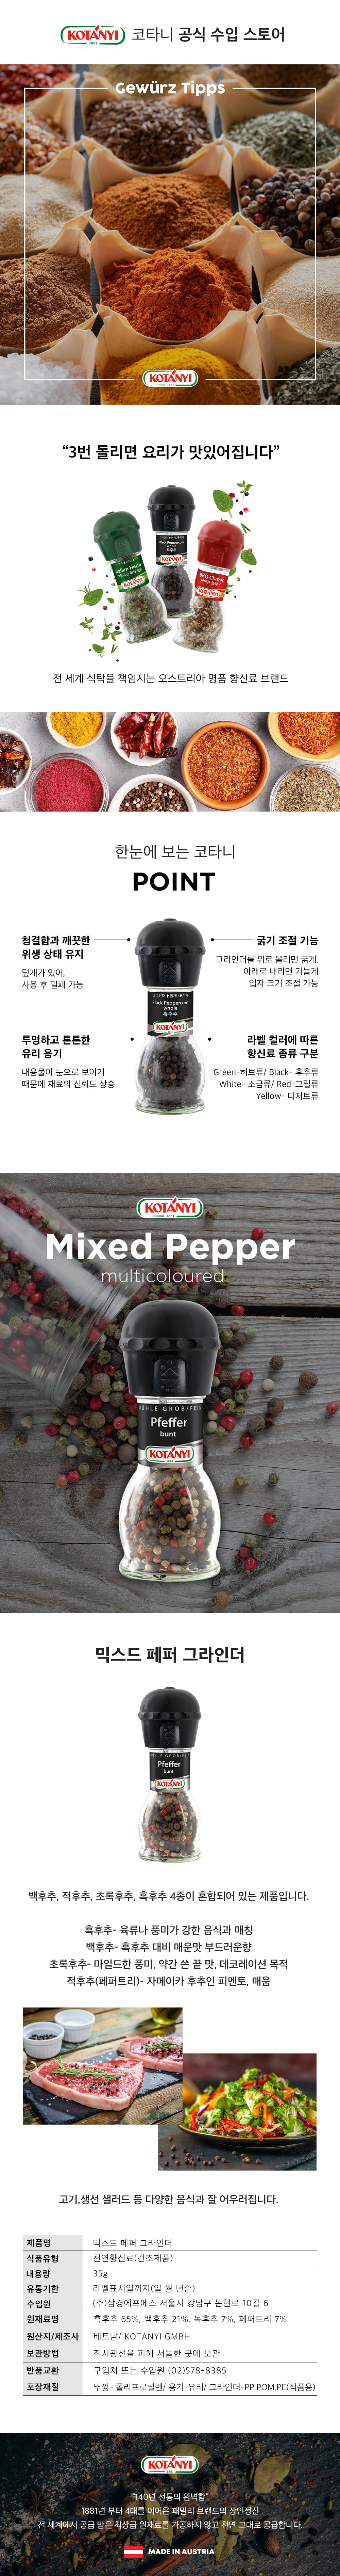 KOTÁNYI 코타니 공식 수입 스토어
1881
Gewürz Tipps
KOTÁNYI
1881
“3번 돌리면 요리가 맛있어집니다”
Italian Herbs
Black Peppercorn
whole
흑후추
BBQ Classic
KOTÁNYI
KOTÁNYI
KOTÁNYI
전 세계 식탁을 책임지는 오스트리아 명품 향신료 브랜드
한눈에 보는 코타니
POINT
청결함과 깨끗한
위생 상태 유지
덮개가 있어,
사용 후 밀폐 가능
굵기 조절 기능
그라인더를 위로 올리면 굵게,
아래로 내리면 가늘게
입자 크기 조절 가능
Black Peppercorn
whole
흑후추
KOTÁNYI
투명하고 튼튼한
유리 용기
내용물이 눈으로 보이기
때문에 재료의 신뢰도 상승
라벨 컬러에 따른
향신료 종류 구분
Green-허브류/ Black- 후추류
White- 소금류/ Red-그릴류
Yellow- 디저트류
KOTÁNYI
1881
Mixed Pepper
multicoloured
MÜHLE GROB/FEIN
Pfeffer
bunt
KOTÁNYI
1881
믹스드 페퍼 그라인더
Pfeffer
bunt
KOTÁNYI
백후추, 적후추, 초록후추, 흑후추 4종이 혼합되어 있는 제품입니다.
흑후추- 육류나 풍미가 강한 음식과 매칭
백후추- 흑후추 대비 매운맛 부드러운향
초록후추- 마일드한 풍미, 약간 쓴 끝 맛, 데코레이션 목적
적후추(페퍼트리)- 자메이카 후추인 피멘토, 매움
고기,생선 샐러드 등 다양한 음식과 잘 어우러집니다.
제품명 믹스드 페퍼 그라인더
식품유형 천연향신료(건조제품)
내용량 35g
유통기한 라벨표시일까지(일 월 년순)
수입원 (주)삼경에프에스 서울시 강남구 논현로 10길 6
원재료명 흑후추 65%, 백후추 21%, 녹후추 7%, 페퍼트리 7%
원산지/제조사 베트남/ KOTANYI GMBH
보관방법 직사광선을 피해 서늘한 곳에 보관
반품교환 구입처 또는 수입원 (02)578-8385
포장재질 뚜껑- 폴리프로필렌/ 용기-유리/ 그라인더-PP,POM,PE(식품용)
KOTÁNYI
1881
“140년 전통의 완벽함”
1881년 부터 4대를 이어온 패밀리 브랜드의 장인정신
전 세계에서 공급 받은 최상급 원재료를 가공하지 않고 천연 그대로 공급합니다.
MADE IN AUSTRIA